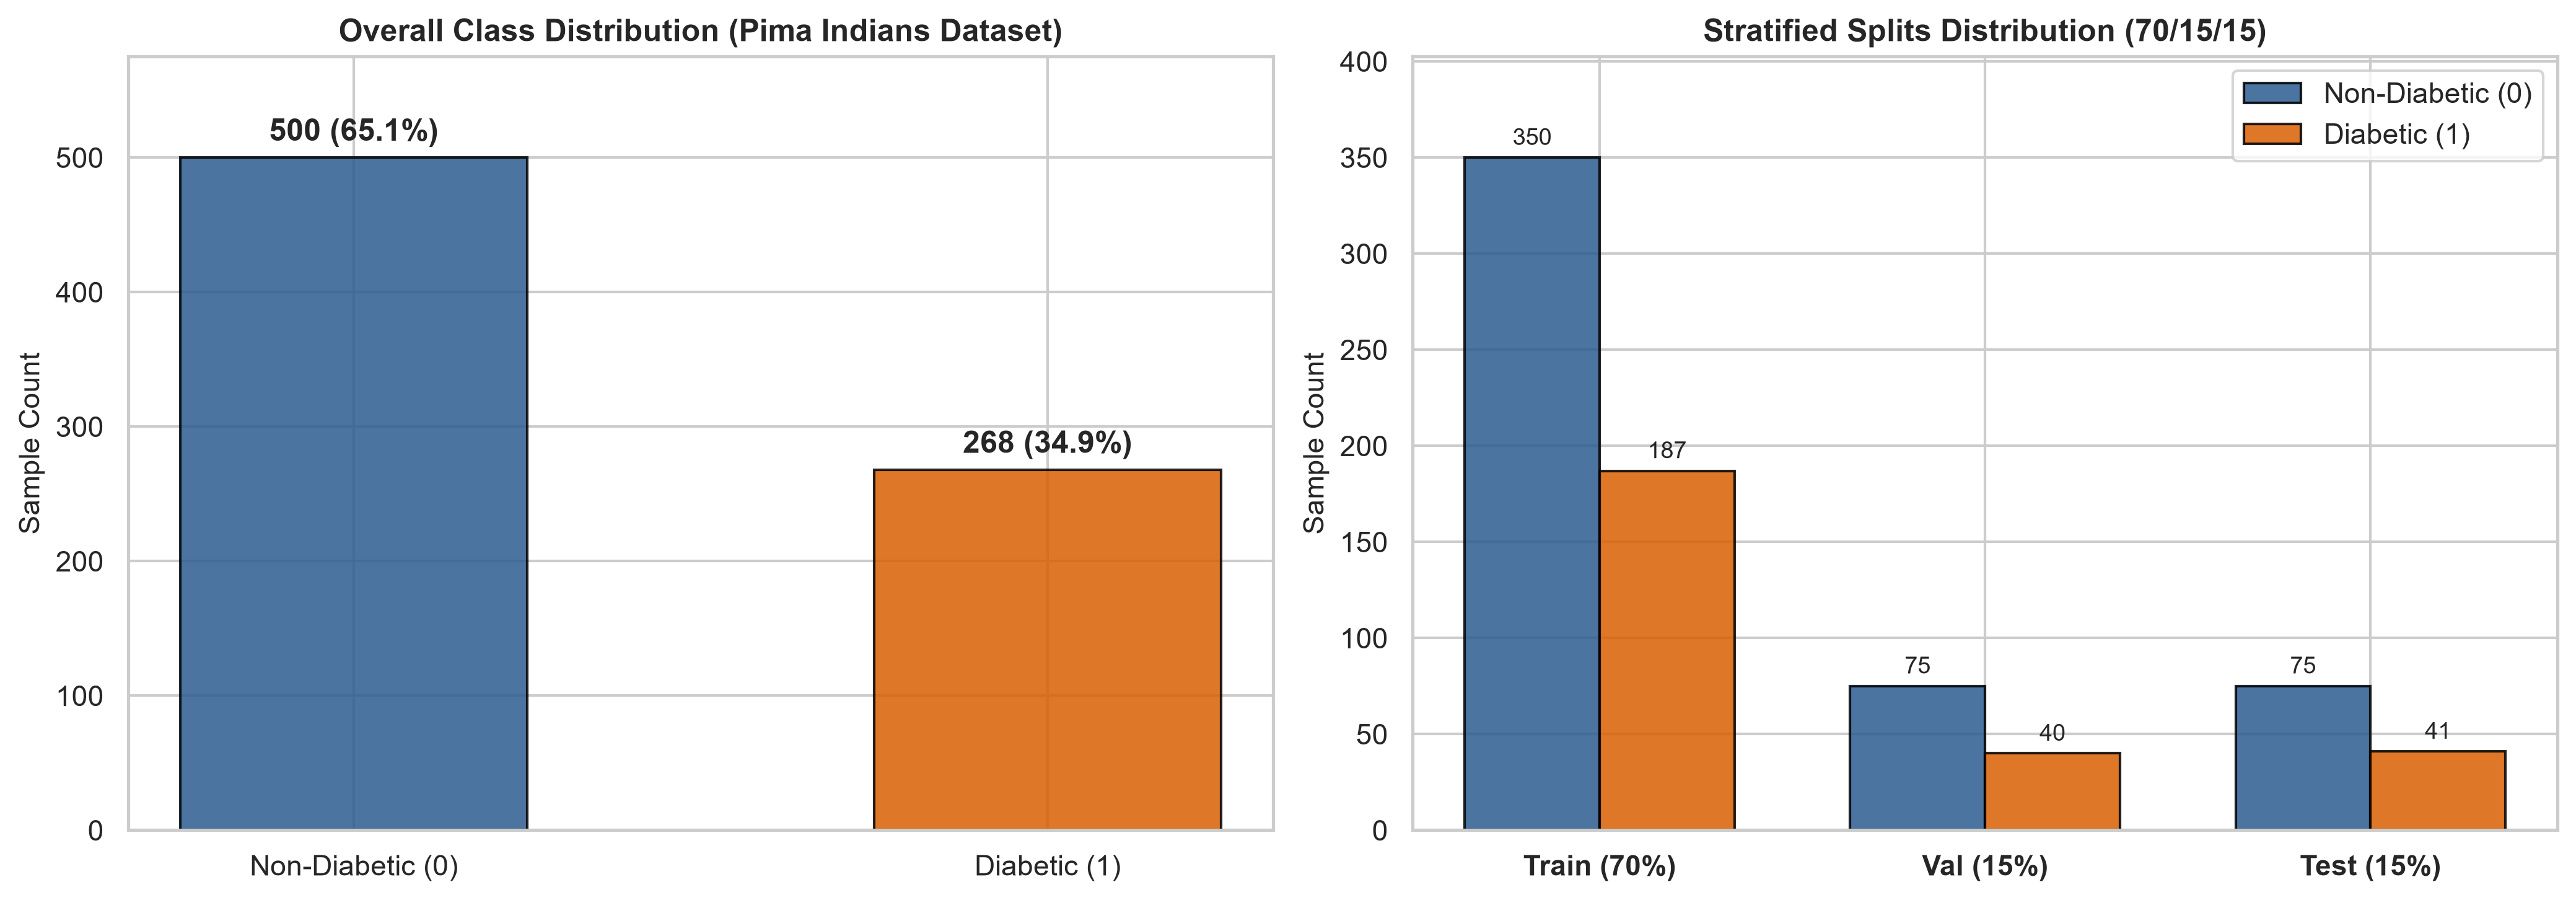 Overall Class Distribution (Pima Indians Dataset)
Sample Count
500
400
300
200
100
0
500 (65.1%)
268 (34.9%)
Non-Diabetic (0)
Diabetic (1)
Stratified Splits Distribution (70/15/15)
Sample Count
400
350
300
250
200
150
100
50
0
Non-Diabetic (0)
Diabetic (1)
350
187
75
40
75
41
Train (70%)
Val (15%)
Test (15%)